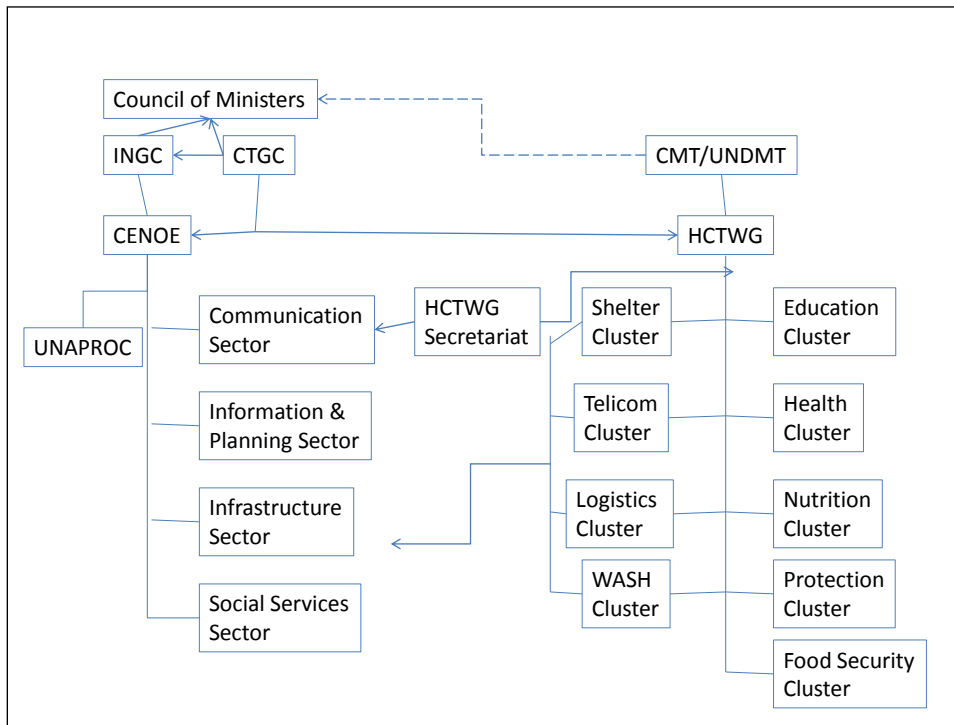 Council of Ministers
INGC
CTGC
CMT/UNDMT
CENOE
HCTWG
UNAPROC
Communication
Sector
HCTWG
Secretariat
Shelter
Cluster
Education
Cluster
Information &
Planning Sector
Telicom
Cluster
Health
Cluster
Infrastructure
Sector
Logistics
Cluster
Nutrition
Cluster
Social Services
Sector
WASH
Cluster
Protection
Cluster
Food Security
Cluster